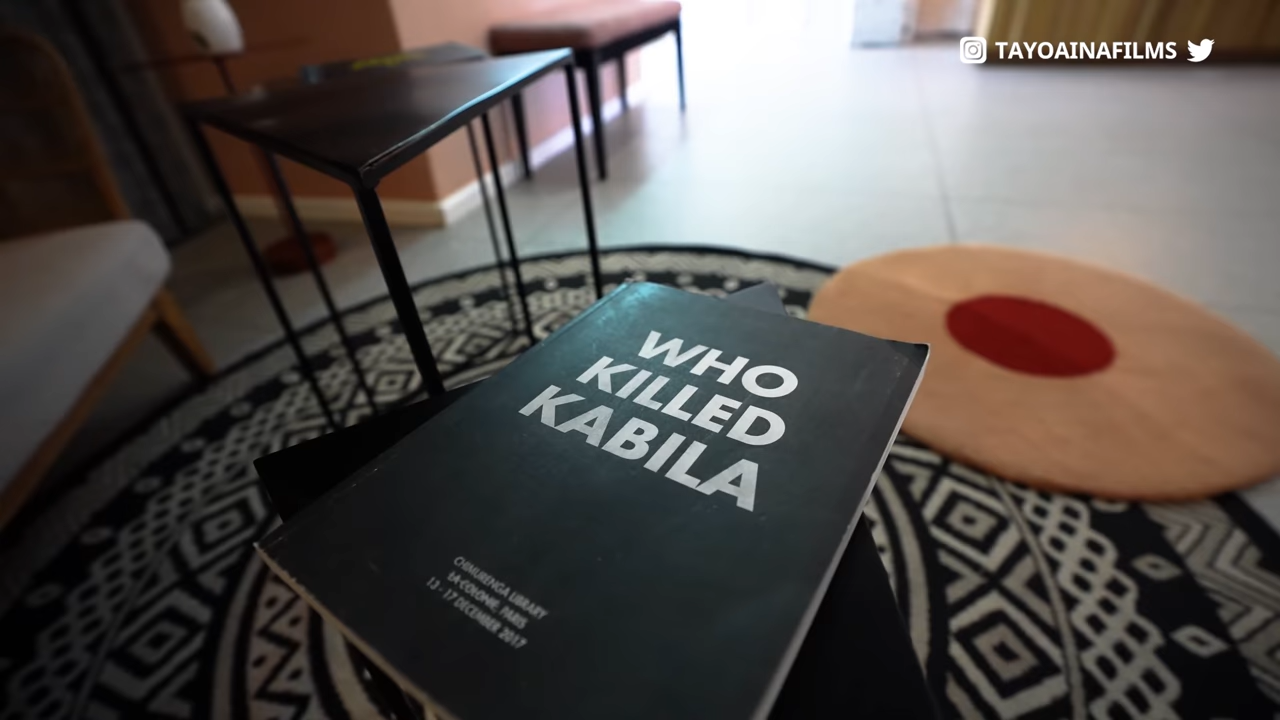 TAYOAINAFILMS
WHO
KILLED
KABILA
CHIMURENGA LIBRARY
LA COLONIE, PARIS
13 - 17 DECEMBER 2017